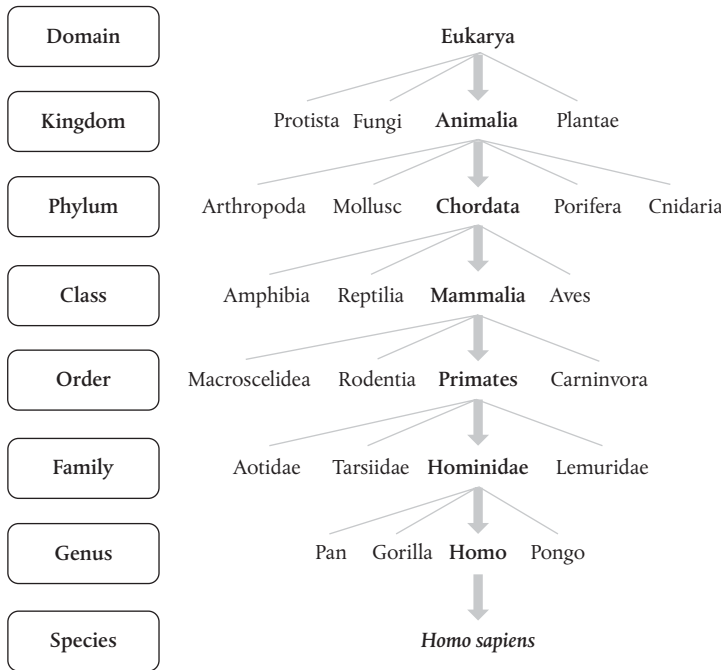 Domain Eukarya
Kingdom Protista Fungi Animalia Plantae
Phylum Arthropoda Mollusc Chordata Porifera Cnidaria
Class Amphibia Reptilia Mammalia Aves
Order Macroscelidea Rodentia Primates Carninvora
Family Aotidae Tarsiidae Hominidae Lemuridae
Genus Pan Gorilla Homo Pongo
Species Homo sapiens